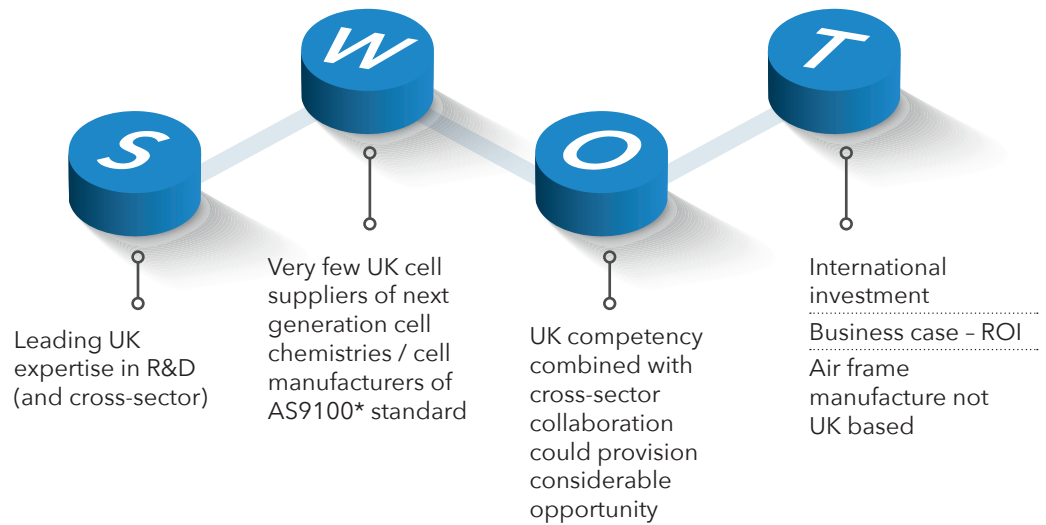 S
Leading UK
expertise in R&D
(and cross-sector)
W
Very few UK cell
suppliers of next
generation cell
chemistries / cell
manufacturers of
AS9100* standard
O
UK competency
combined with
cross-sector
collaboration
could provision
considerable
opportunity
T
International
investment
Business case – ROI
Air frame
manufacture not
UK based